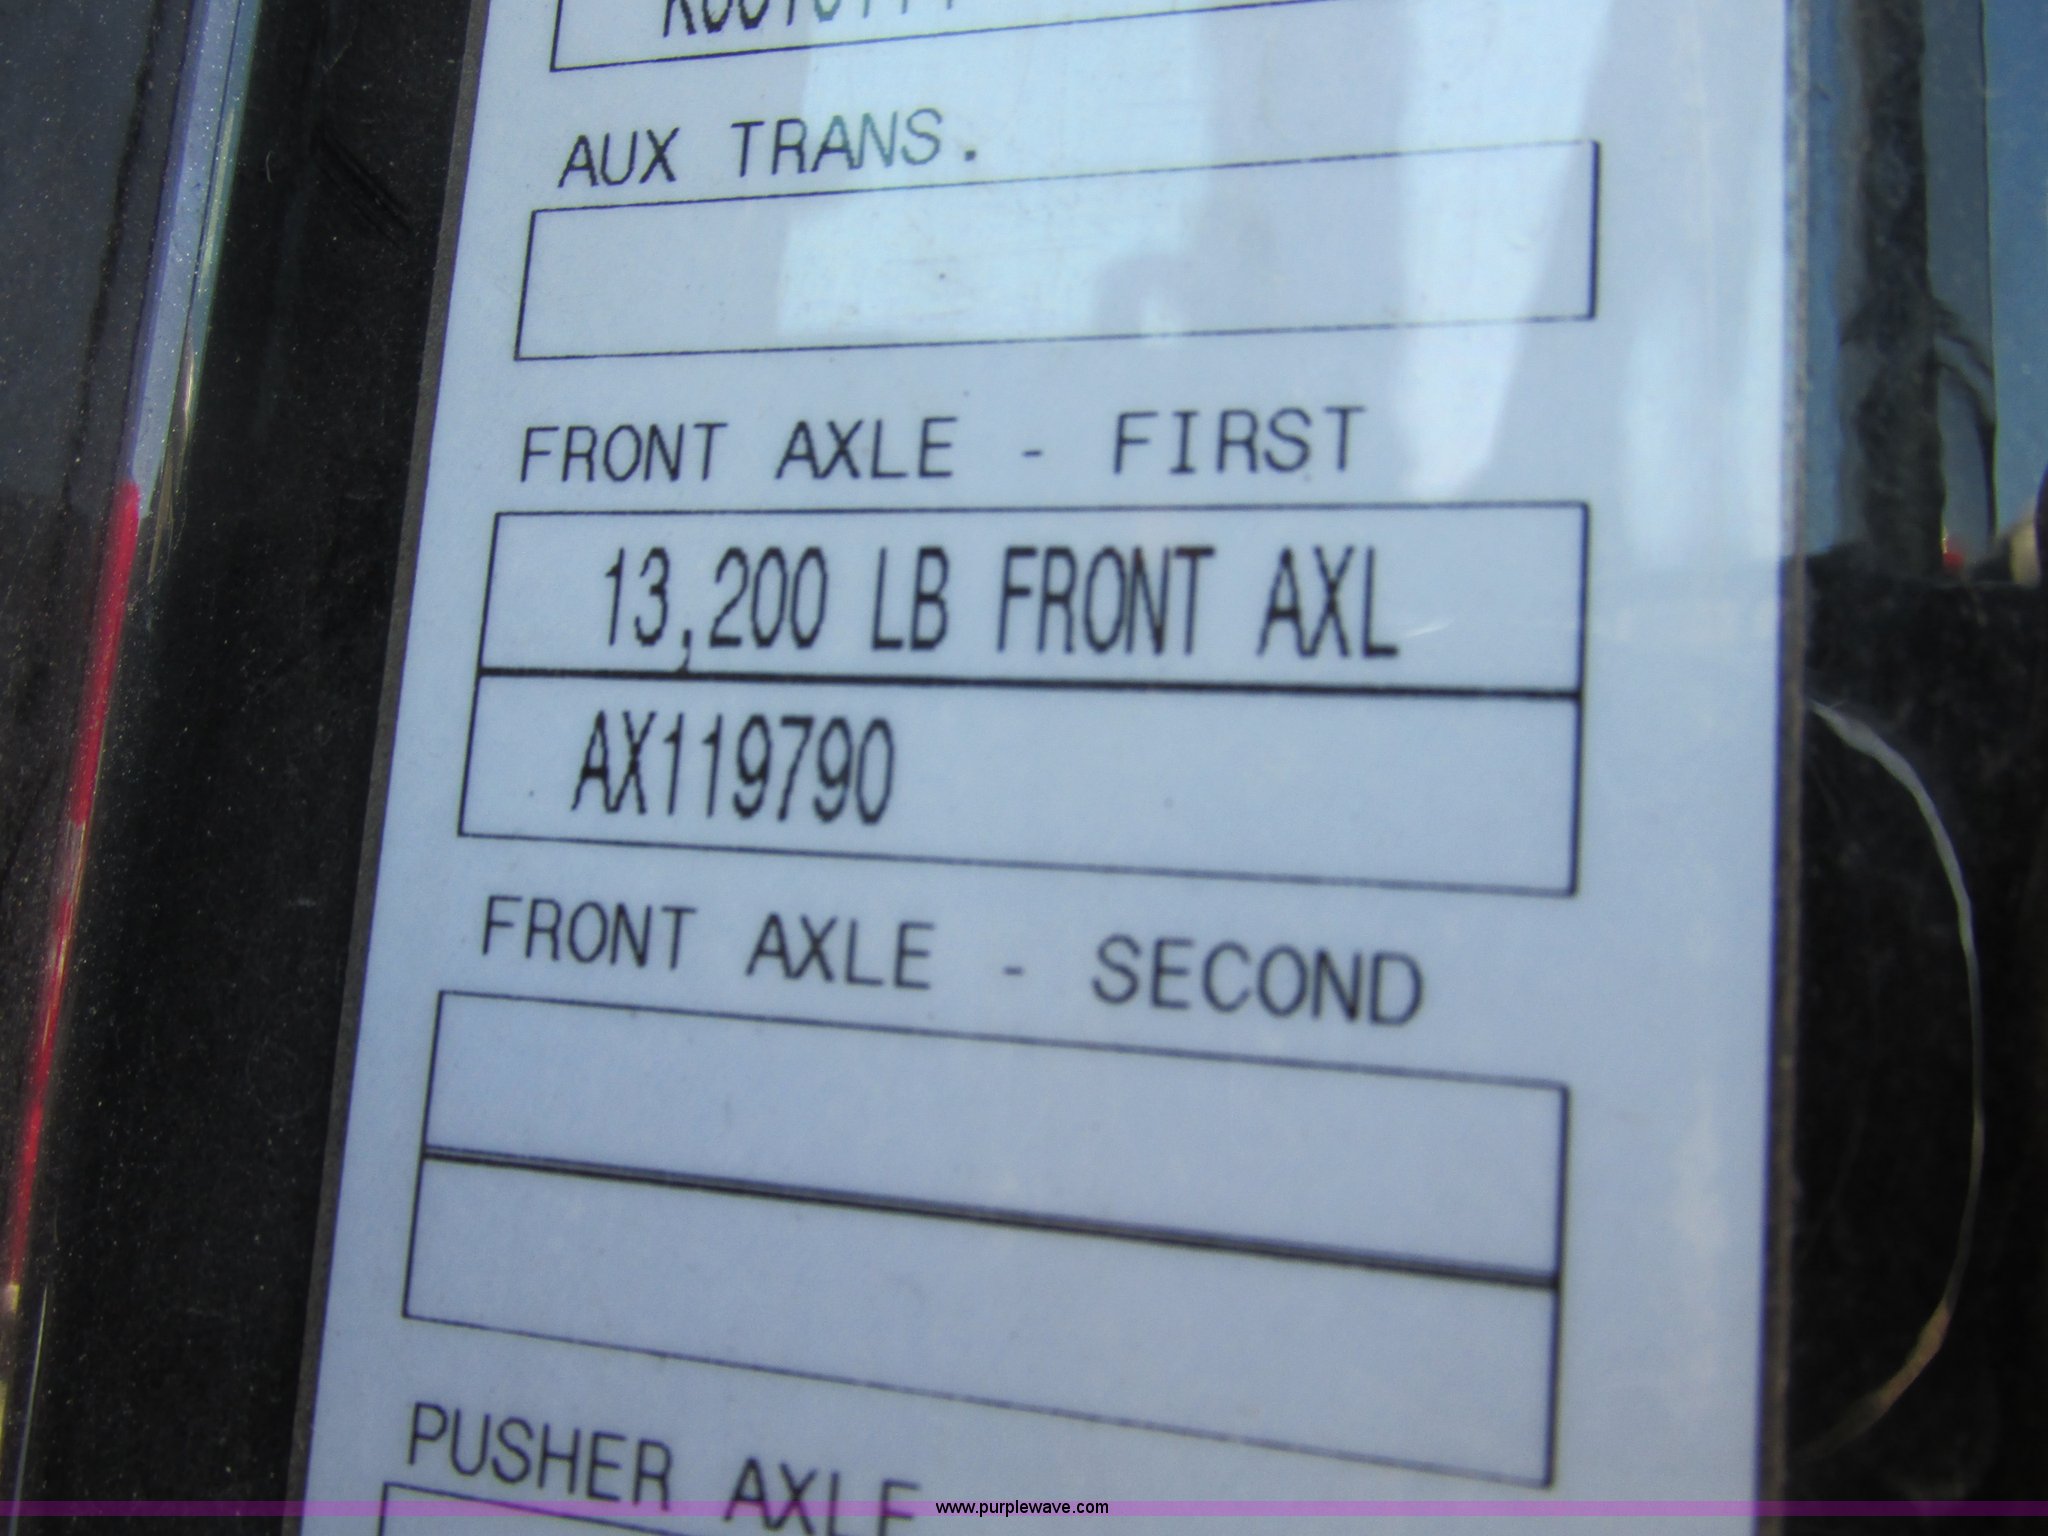 AUX TRANS.
FRONT AXLE - FIRST
13,200 LB FRONT AXL
AX119790
FRONT AXLE - SECOND
PUSHER AXLE
www.purplewave.com